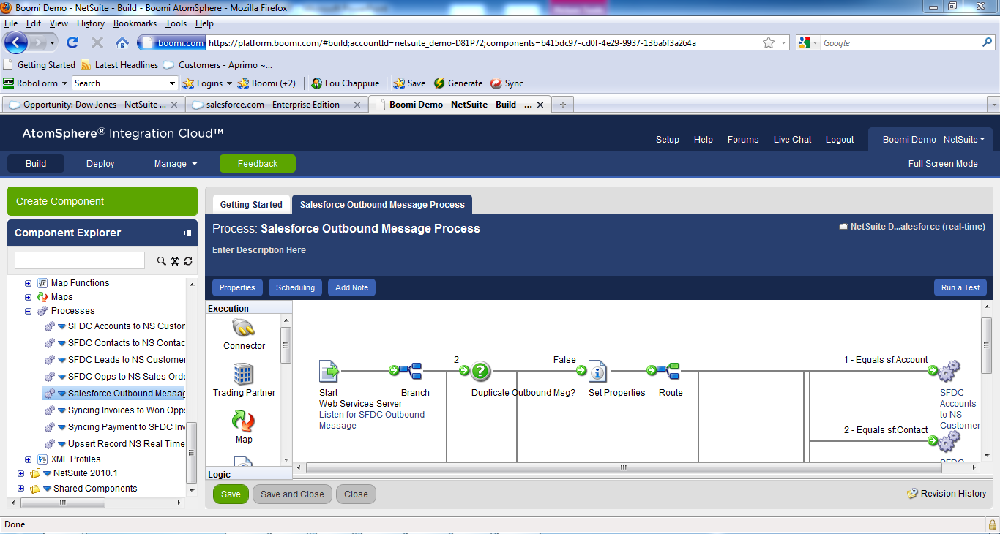 Boomi Demo - NetSuite - Build - Boomi AtomSphere - Mozilla Firefox
File Edit View History Bookmarks Tools Help
boomi.com https://platform.boomi.com/#build;accountId=netsuite_demo-D81P72;components=b415dc97-cd0f-4e29-9937-13ba6f3a264a
Google
Getting Started Latest Headlines Customers - Aprimo ~...
RoboForm Search Logins Boomi (+2) Lou Chappuie Save Generate Sync
Opportunity: Dow Jones - NetSuite ... salesforce.com - Enterprise Edition Boomi Demo - NetSuite - Build - ...
AtomSphere® Integration Cloud™
Setup Help Forums Live Chat Logout Boomi Demo - NetSuite
Build Deploy Manage Feedback Full Screen Mode
Create Component
Getting Started Salesforce Outbound Message Process
Component Explorer
Process: Salesforce Outbound Message Process
NetSuite D...alesforce (real-time)
Enter Description Here
Properties Scheduling Add Note Run a Test
Map Functions
Maps
Processes
SFDC Accounts to NS Custor
SFDC Contacts to NS Contac
SFDC Leads to NS Custome
SFDC Opps to NS Sales Orde
Salesforce Outbound Messag
Syncing Invoices to Won Opp
Syncing Payment to SFDC Inv
Upsert Record NS Real Time
XML Profiles
NetSuite 2010.1
Shared Components
Execution
Connector
Trading Partner
Map
Logic
2
False
1 - Equals sf:Account
Start
Web Services Server
Listen for SFDC Outbound
Message
Branch
Duplicate Outbound Msg?
Set Properties
Route
SFDC
Accounts
to NS
Customer
2 - Equals sf:Contact
Save Save and Close Close
Revision History
Done